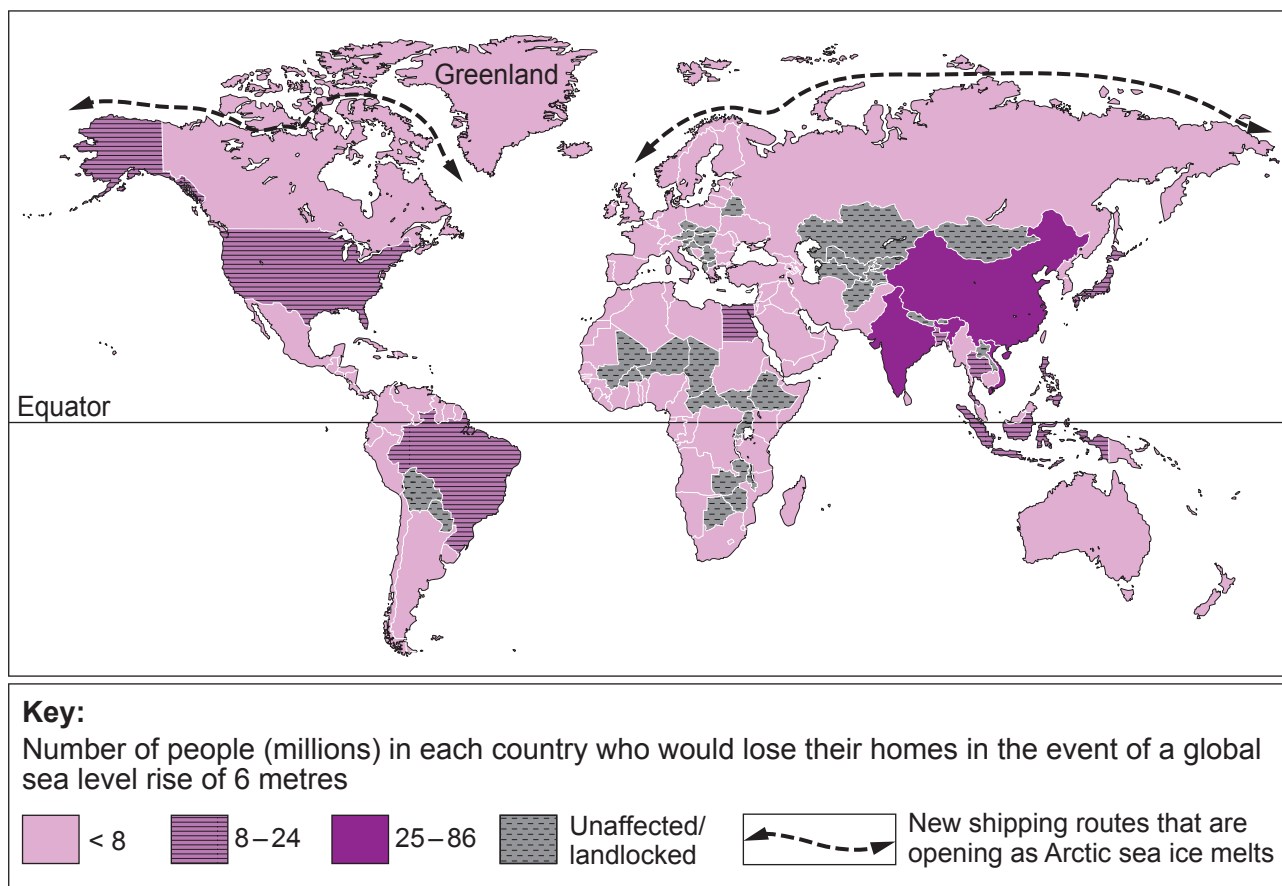 Greenland
Equator
Key:
Number of people (millions) in each country who would lose their homes in the event of a global
sea level rise of 6 metres
< 8
8–24
25–86
Unaffected/
landlocked
New shipping routes that are
opening as Arctic sea ice melts